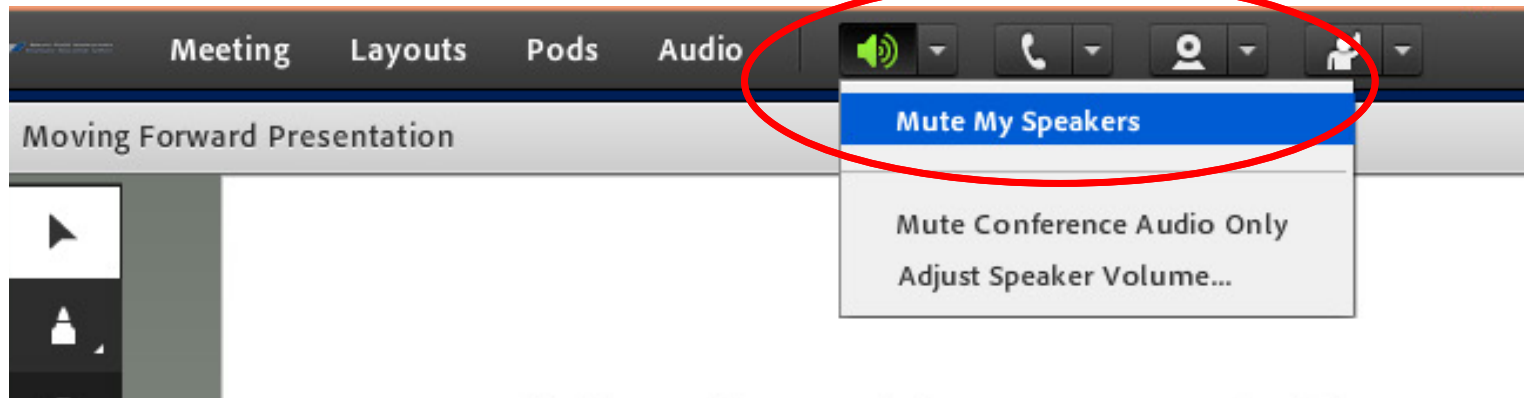 Meeting Layouts Pods Audio
Mute My Speakers
Moving Forward Presentation
Mute Conference Audio Only
Adjust Speaker Volume...